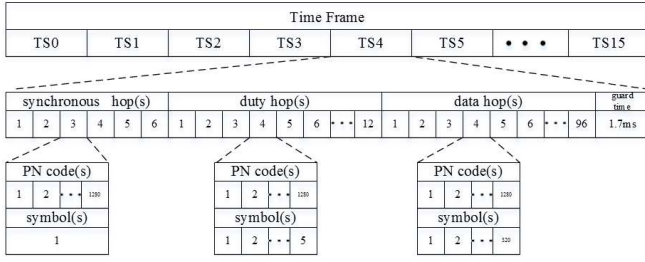 Time Frame
TS0 TS1 TS2 TS3 TS4 TS5 • • • TS15
synchronous hop(s) duty hop(s) data hop(s) guard time
1 2 3 4 5 6 1 2 3 4 5 6 • • • 12 1 2 3 4 5 6 • • • 96 1.7ms
PN code(s) PN code(s) PN code(s)
1 2 • • • 1280 1 2 • • • 1280 1 2 • • • 1280
symbol(s) symbol(s) symbol(s)
1 1 2 • • • 5 1 2 • • • 320